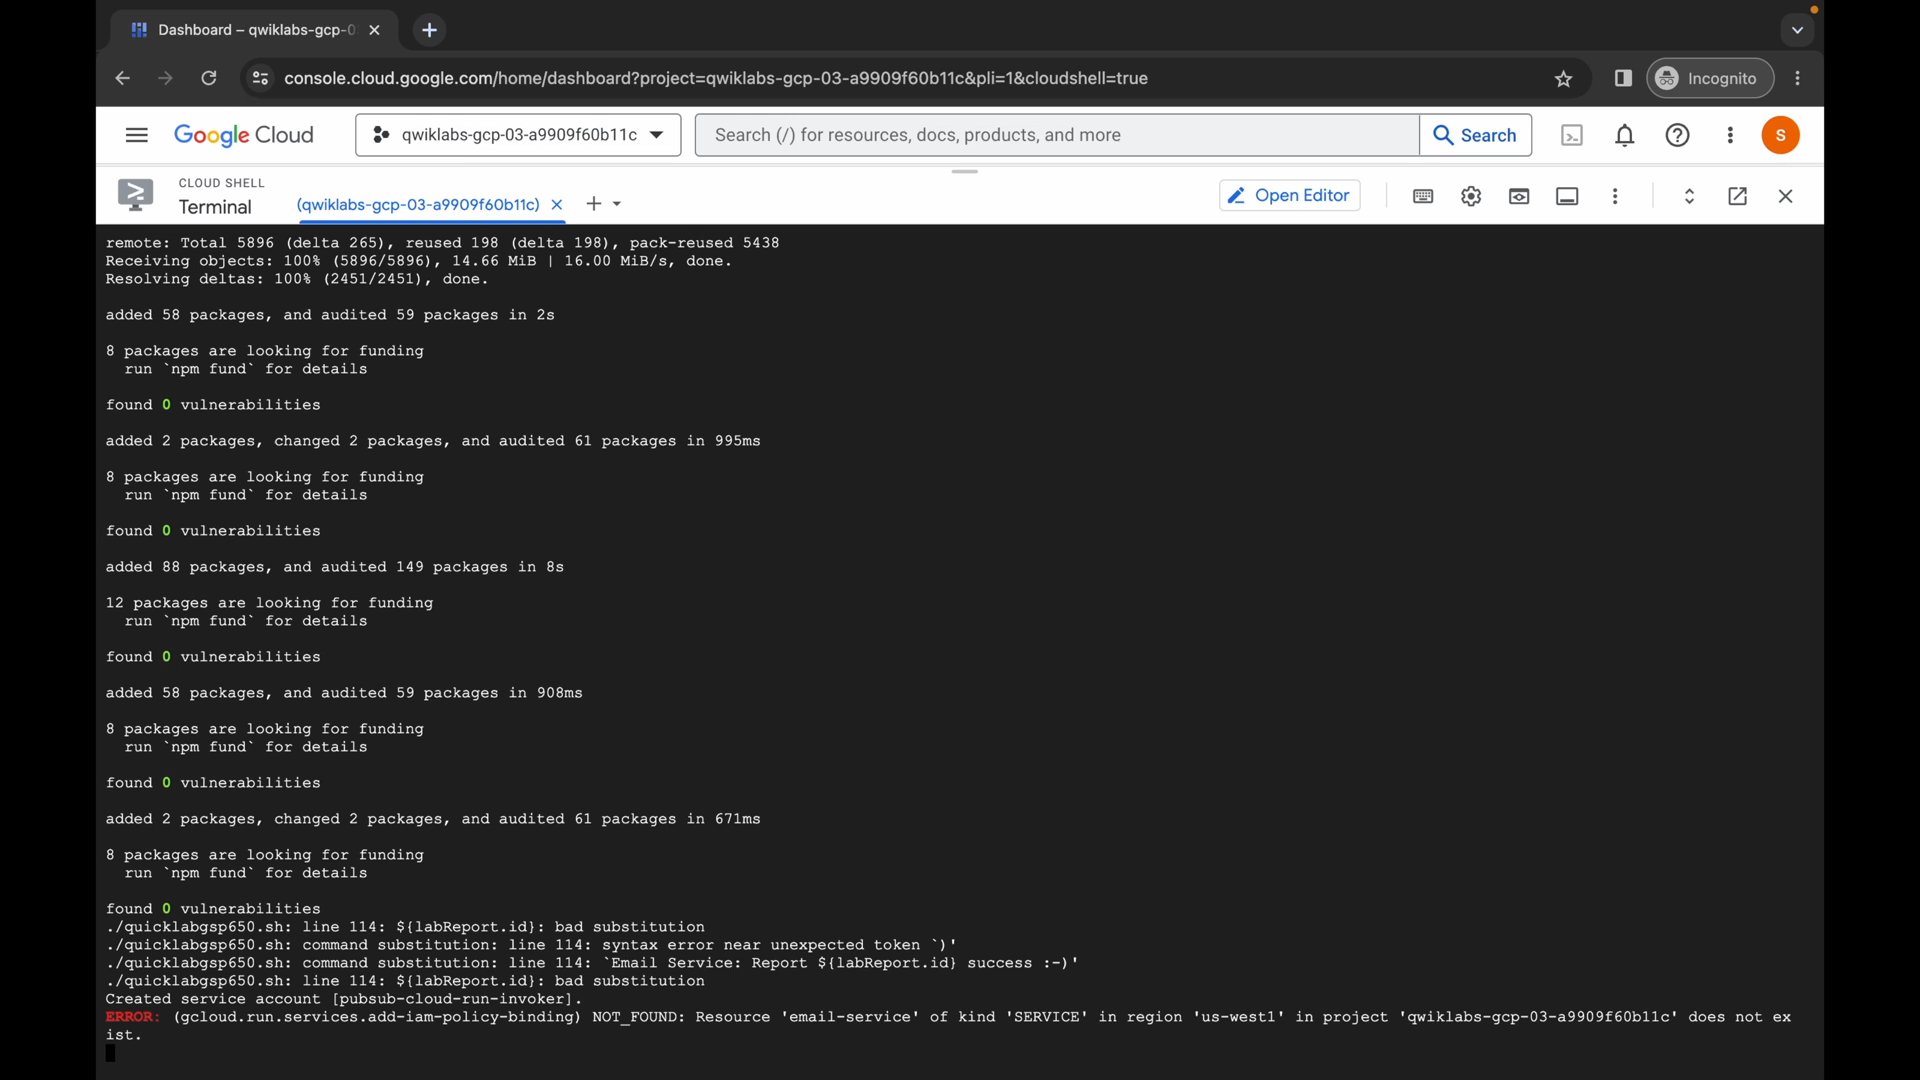 Dashboard – qwiklabs-gcp-0
console.cloud.google.com/home/dashboard?project=qwiklabs-gcp-03-a9909f60b11c&pli=1&cloudshell=true
Incognito
Google Cloud
qwiklabs-gcp-03-a9909f60b11c
Search (/) for resources, docs, products, and more
Search
S
CLOUD SHELL
Terminal
(qwiklabs-gcp-03-a9909f60b11c)
Open Editor
remote: Total 5896 (delta 265), reused 198 (delta 198), pack-reused 5438
Receiving objects: 100% (5896/5896), 14.66 MiB | 16.00 MiB/s, done.
Resolving deltas: 100% (2451/2451), done.
added 58 packages, and audited 59 packages in 2s
8 packages are looking for funding
run `npm fund` for details
found 0 vulnerabilities
added 2 packages, changed 2 packages, and audited 61 packages in 995ms
8 packages are looking for funding
run `npm fund` for details
found 0 vulnerabilities
added 88 packages, and audited 149 packages in 8s
12 packages are looking for funding
run `npm fund` for details
found 0 vulnerabilities
added 58 packages, and audited 59 packages in 908ms
8 packages are looking for funding
run `npm fund` for details
found 0 vulnerabilities
added 2 packages, changed 2 packages, and audited 61 packages in 671ms
8 packages are looking for funding
run `npm fund` for details
found 0 vulnerabilities
./quicklabgsp650.sh: line 114: ${labReport.id}: bad substitution
./quicklabgsp650.sh: command substitution: line 114: syntax error near unexpected token `)'
./quicklabgsp650.sh: command substitution: line 114: `Email Service: Report ${labReport.id} success :-)'
./quicklabgsp650.sh: line 114: ${labReport.id}: bad substitution
Created service account [pubsub-cloud-run-invoker].
ERROR: (gcloud.run.services.add-iam-policy-binding) NOT_FOUND: Resource 'email-service' of kind 'SERVICE' in region 'us-west1' in project 'qwiklabs-gcp-03-a9909f60b11c' does not ex
ist.